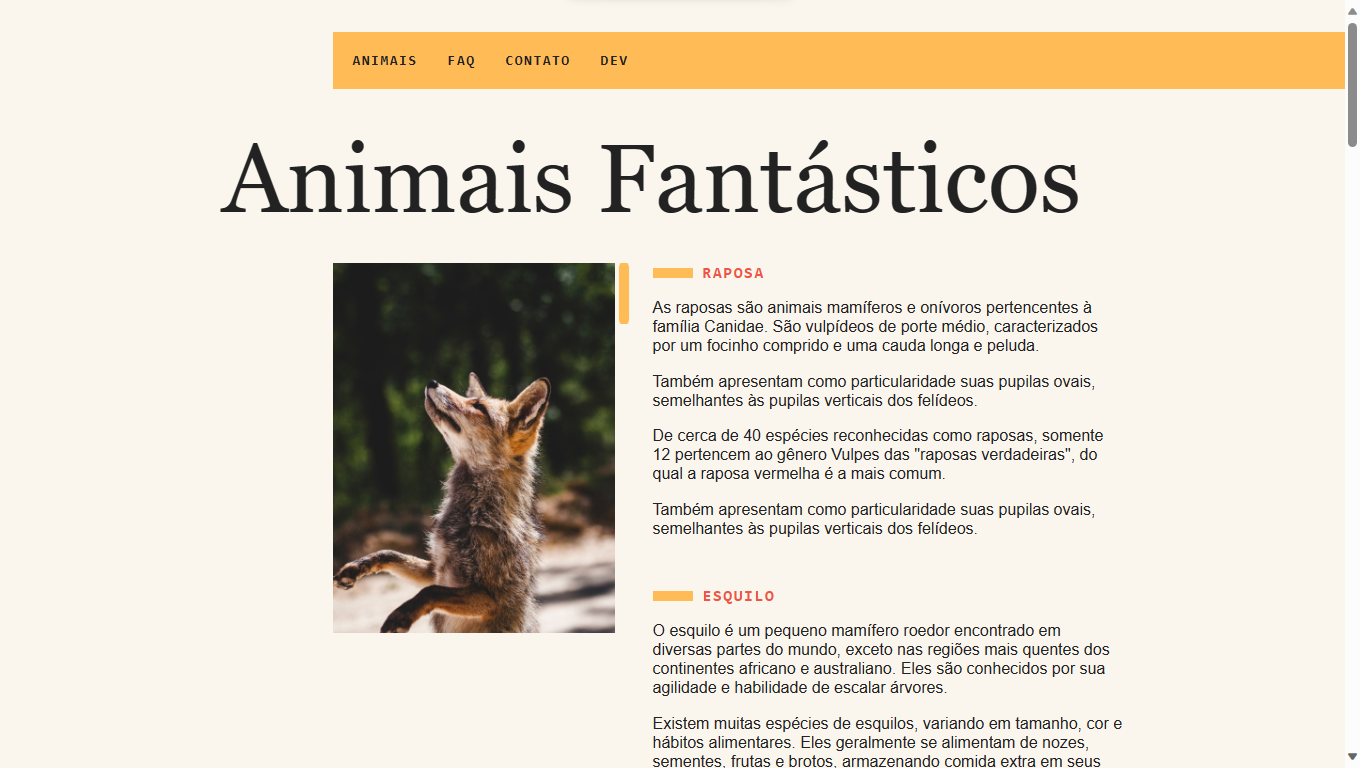 ANIMAIS FAQ CONTATO DEV
Animais Fantásticos
RAPOSA
As raposas são animais mamíferos e onívoros pertencentes à
família Canidae. São vulpídeos de porte médio, caracterizados
por um focinho comprido e uma cauda longa e peluda.
Também apresentam como particularidade suas pupilas ovais,
semelhantes às pupilas verticais dos felídeos.
De cerca de 40 espécies reconhecidas como raposas, somente
12 pertencem ao gênero Vulpes das "raposas verdadeiras", do
qual a raposa vermelha é a mais comum.
Também apresentam como particularidade suas pupilas ovais,
semelhantes às pupilas verticais dos felídeos.
ESQUILO
O esquilo é um pequeno mamífero roedor encontrado em
diversas partes do mundo, exceto nas regiões mais quentes dos
continentes africano e australiano. Eles são conhecidos por sua
agilidade e habilidade de escalar árvores.
Existem muitas espécies de esquilos, variando em tamanho, cor e
hábitos alimentares. Eles geralmente se alimentam de nozes,
sementes, frutas e brotos, armazenando comida extra em seus